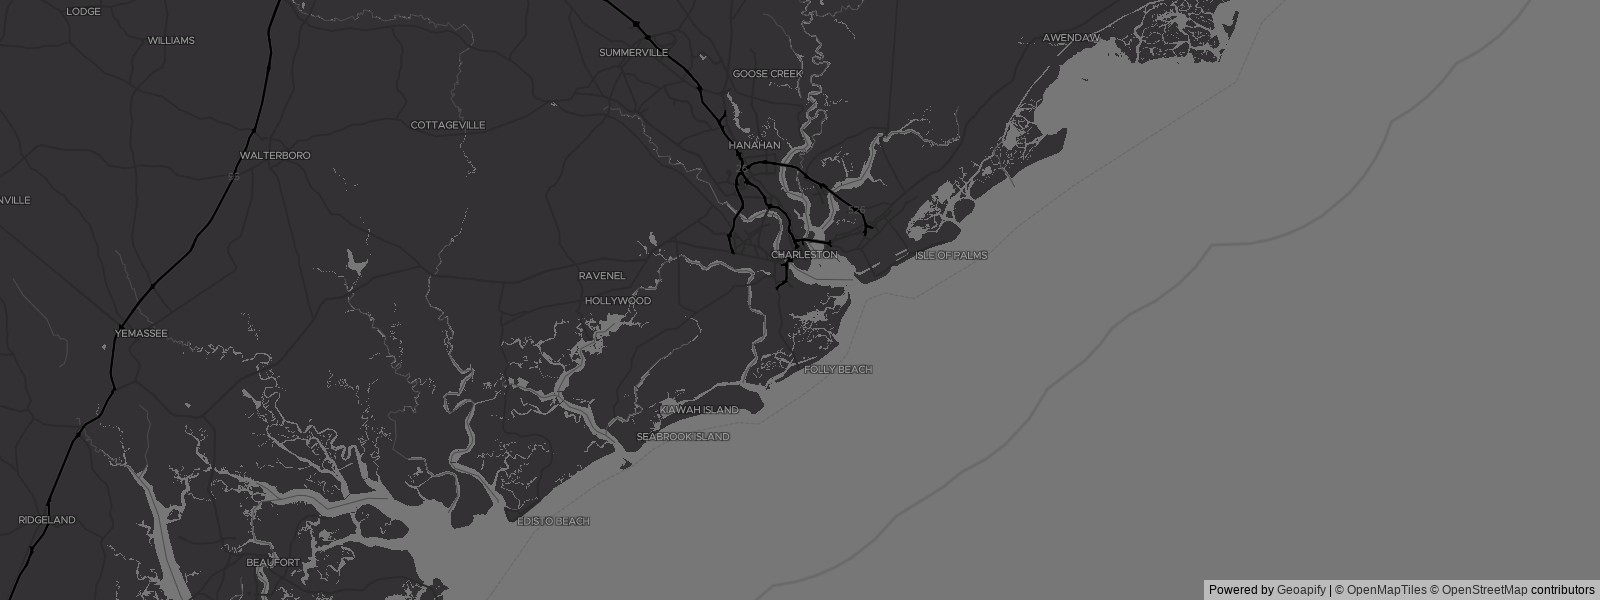 LODGE
WILLIAMS
AWENDAW
SUMMERVILLE
GOOSE CREEK
COTTAGEVILLE
HANAHAN
WALTERBORO
NVILLE
CHARLESTON
ISLE OF PALMS
RAVENEL
HOLLYWOOD
YEMASSEE
FOLLY BEACH
KIAWAH ISLAND
SEABROOK ISLAND
RIDGELAND
EDISTO BEACH
BEAUFORT
Powered by Geoapify | © OpenMapTiles © OpenStreetMap contributors